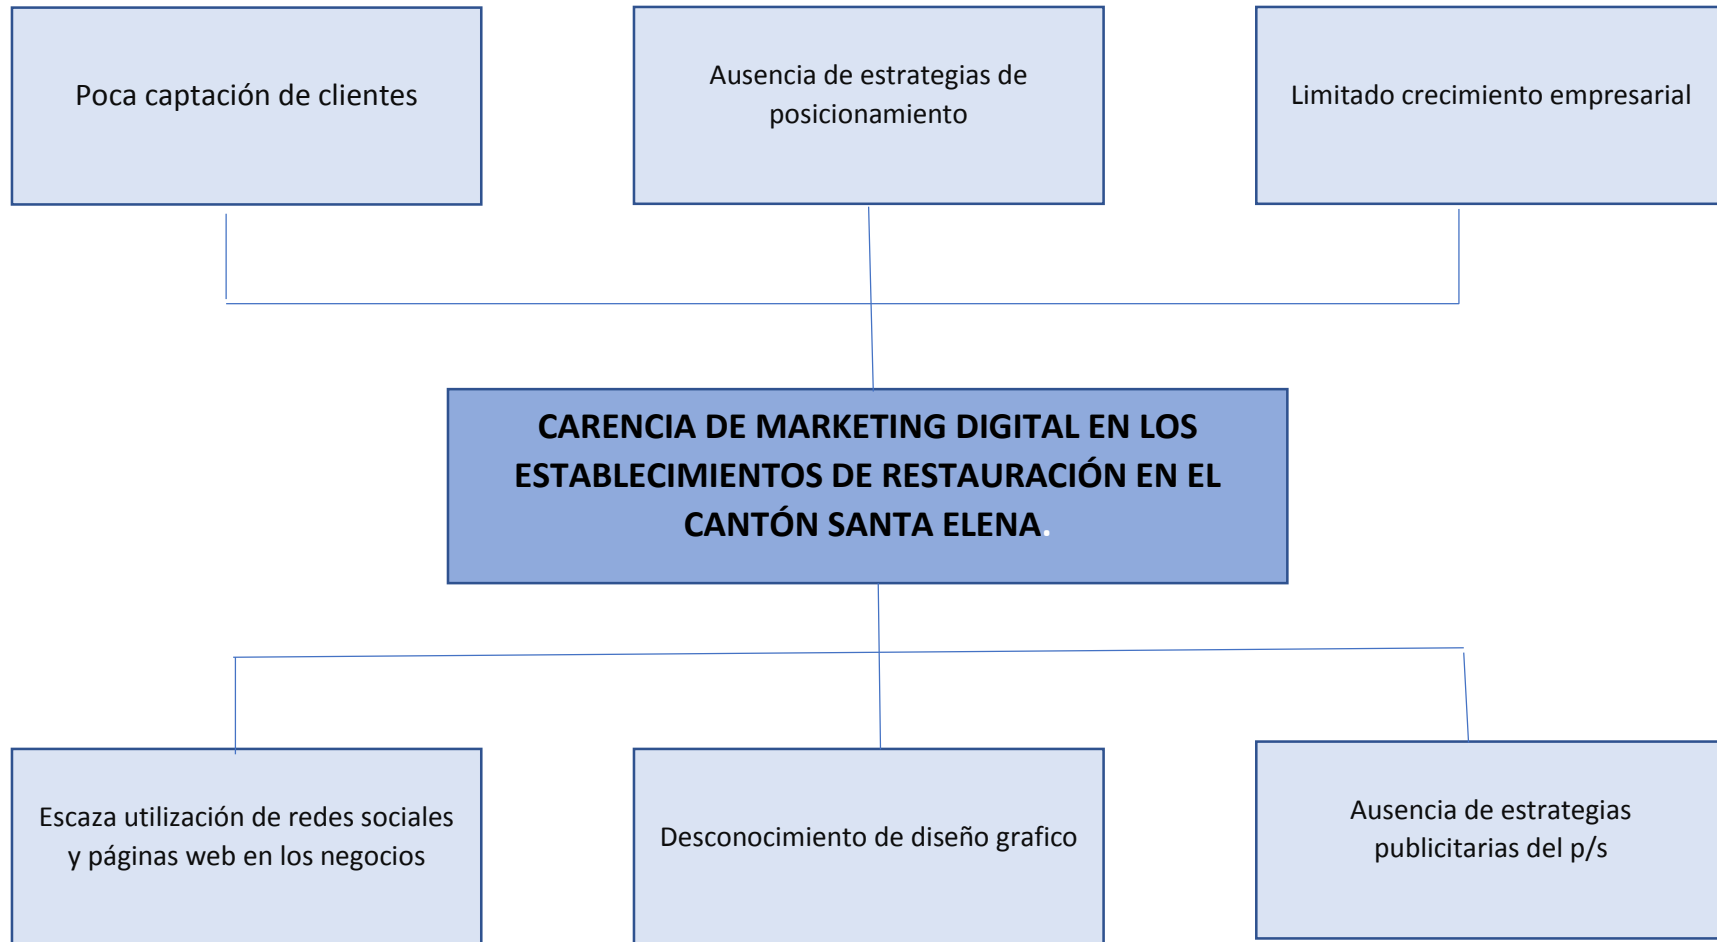 Poca captación de clientes
Ausencia de estrategias de
posicionamiento
Limitado crecimiento empresarial
CARENCIA DE MARKETING DIGITAL EN LOS
ESTABLECIMIENTOS DE RESTAURACIÓN EN EL
CANTÓN SANTA ELENA.
Escaza utilización de redes sociales
y páginas web en los negocios
Desconocimiento de diseño grafico
Ausencia de estrategias
publicitarias del p/s